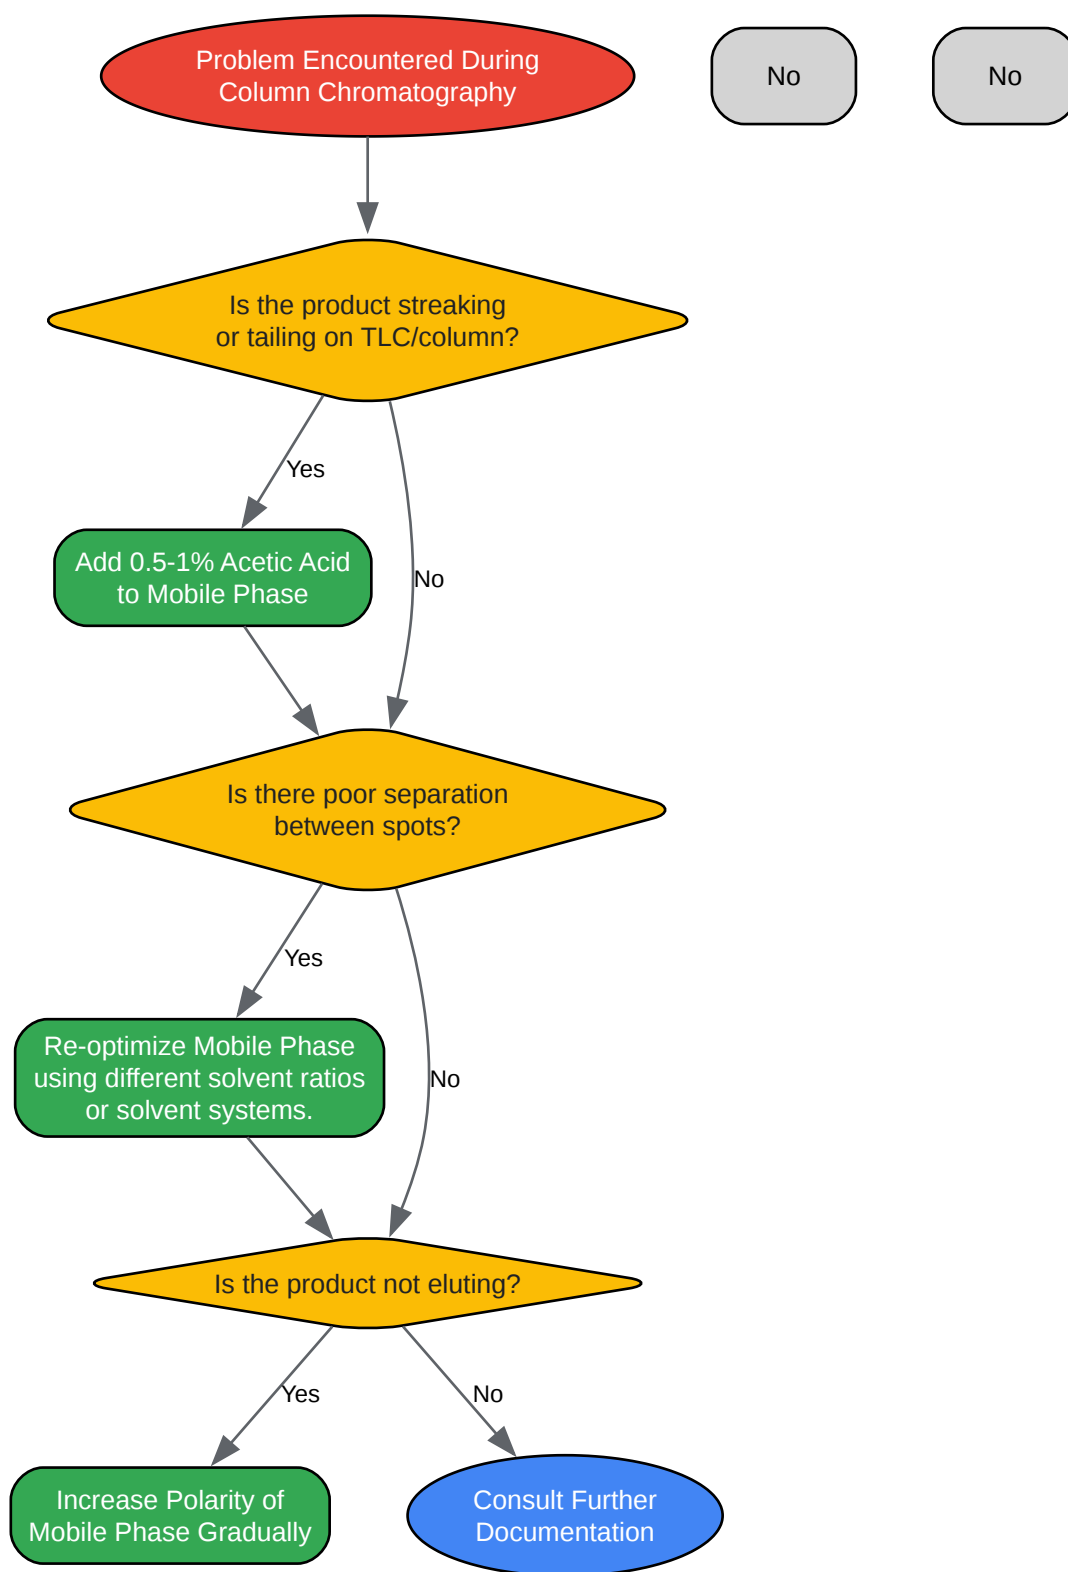 Problem Encountered During
Column Chromatography
No
No
Is the product streaking
or tailing on TLC/column?
Yes
Add 0.5-1% Acetic Acid
to Mobile Phase
No
Is there poor separation
between spots?
Yes
Re-optimize Mobile Phase
using different solvent ratios
or solvent systems.
No
Is the product not eluting?
Yes
No
Increase Polarity of
Mobile Phase Gradually
Consult Further
Documentation